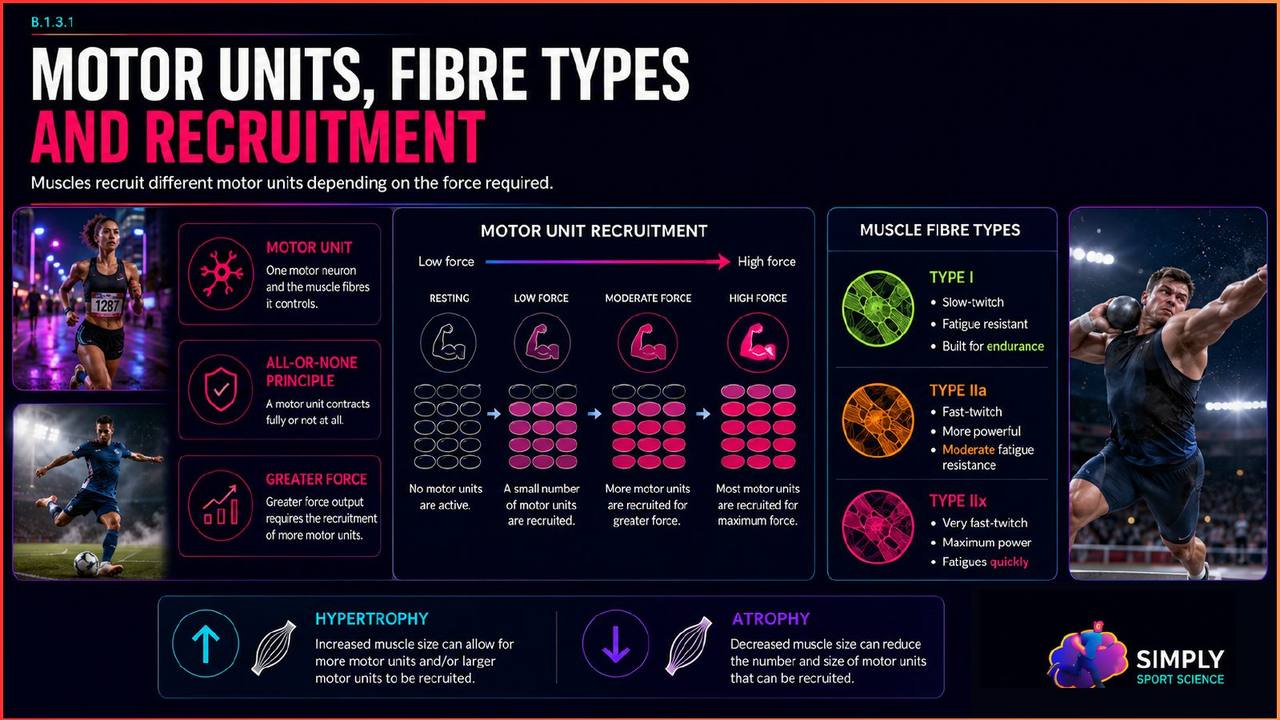 B.1.3.1
MOTOR UNITS, FIBRE TYPES
AND RECRUITMENT
Muscles recruit different motor units depending on the force required.
1287
MOTOR UNIT
One motor neuron
and the muscle fibres
it controls.
ALL-OR-NONE
PRINCIPLE
A motor unit contracts
fully or not at all.
GREATER FORCE
Greater force output
requires the recruitment
of more motor units.
MOTOR UNIT RECRUITMENT
Low force
High force
RESTING
LOW FORCE
MODERATE FORCE
HIGH FORCE
No motor units
are active.
A small number
of motor units
are recruited.
More motor units
are recruited for
greater force.
Most motor units
are recruited for
maximum force.
MUSCLE FIBRE TYPES
TYPE I
• Slow-twitch
• Fatigue resistant
• Built for endurance
TYPE IIa
• Fast-twitch
• More powerful
• Moderate fatigue
resistance
TYPE IIx
• Very fast-twitch
• Maximum power
• Fatigues quickly
HYPERTROPHY
Increased muscle size can allow for
more motor units and/or larger
motor units to be recruited.
ATROPHY
Decreased muscle size can reduce
the number and size of motor units
that can be recruited.
SIMPLY
SPORT SCIENCE